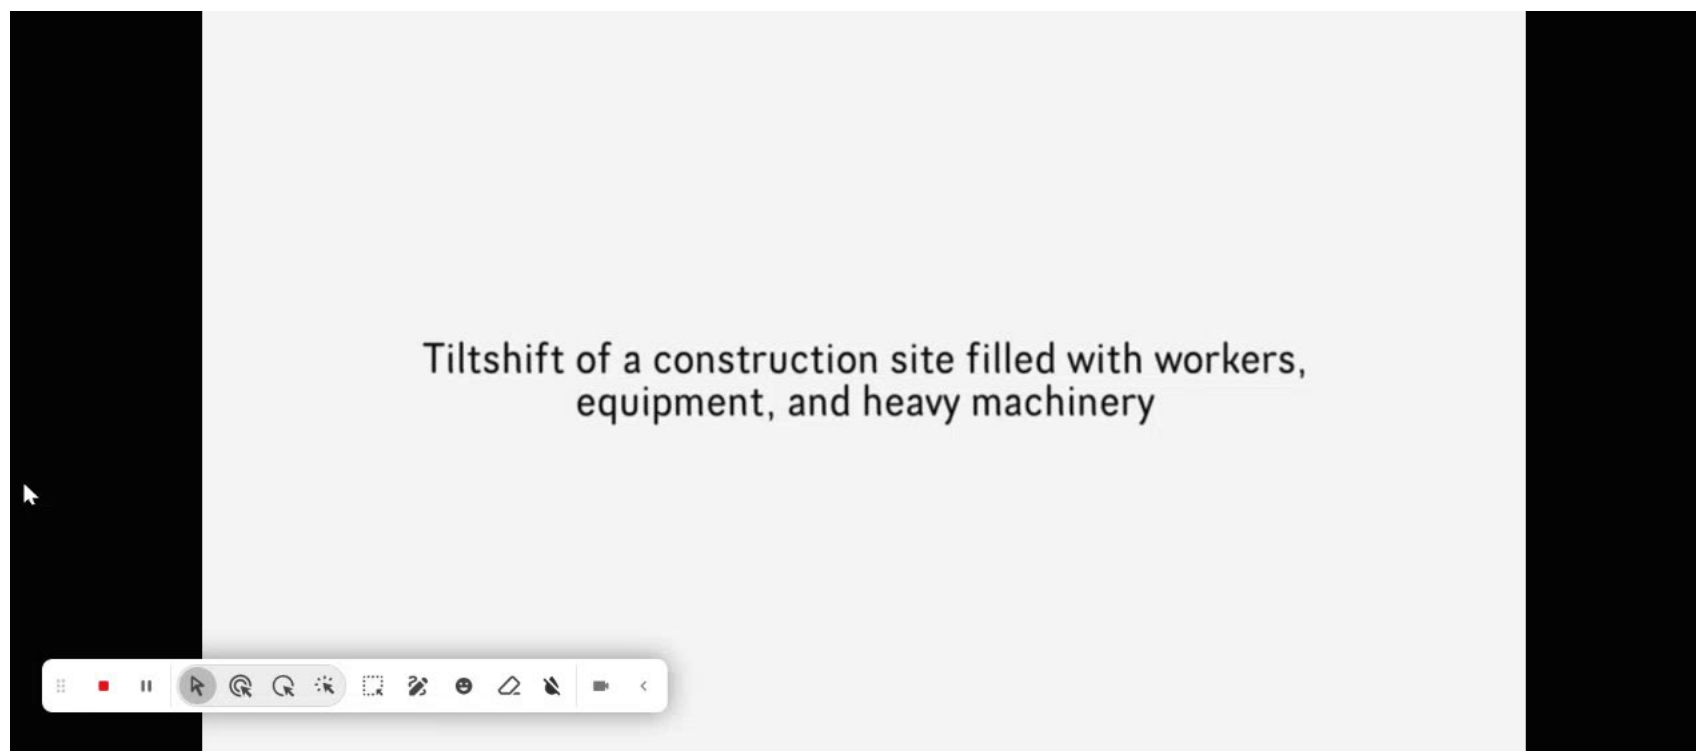 Tiltshift of a construction site filled with workers,
equipment, and heavy machinery